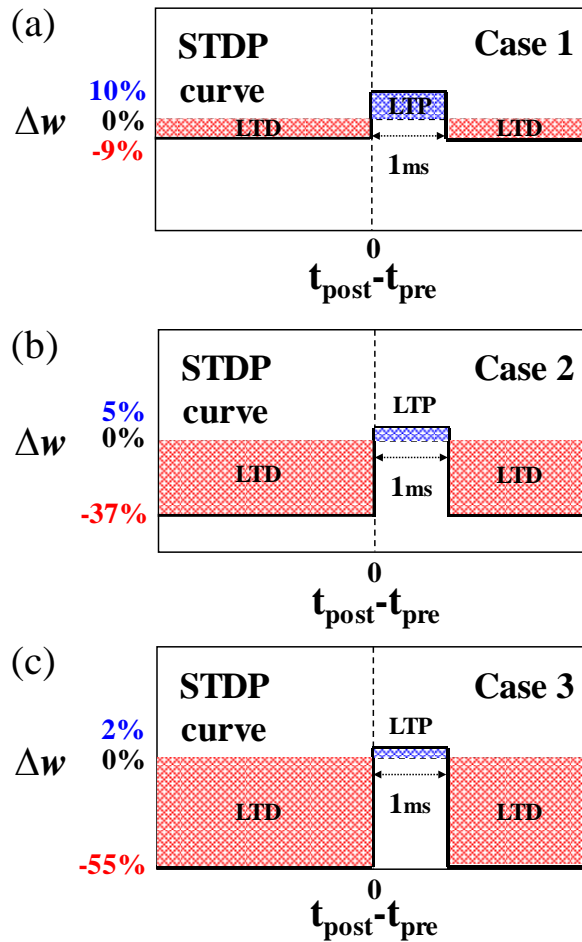 (a)
STDP
curve
Case 1
10%
Δw
0%
-9%
LTD
LTP
LTD
1ms
0
tpost-tpre
(b)
STDP
curve
Case 2
5%
LTP
Δw
0%
LTD
LTD
1ms
-37%
0
tpost-tpre
(c)
STDP
curve
Case 3
2%
LTP
Δw
0%
1ms
LTD
LTD
-55%
0
tpost-tpre